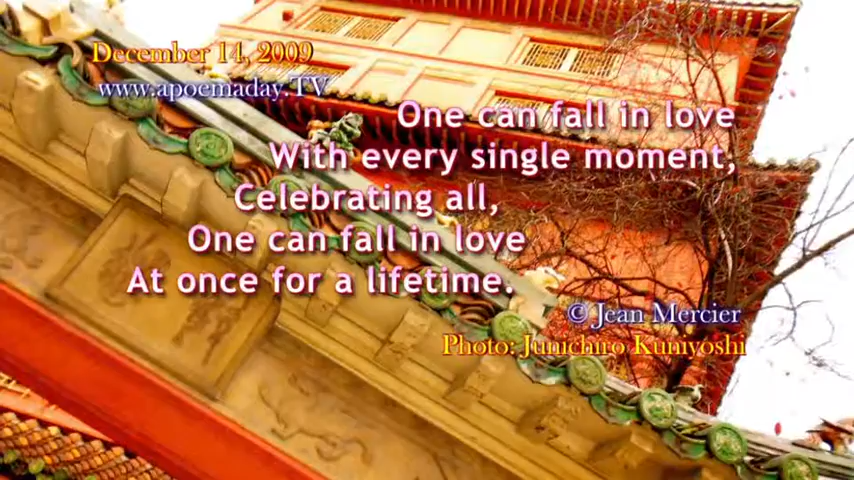 December 14, 2009
www.apoemaday.TV
One can fall in love
With every single moment,
Celebrating all,
One can fall in love
At once for a lifetime.
© Jean Mercier
Photo: Junichiro Kuniyoshi